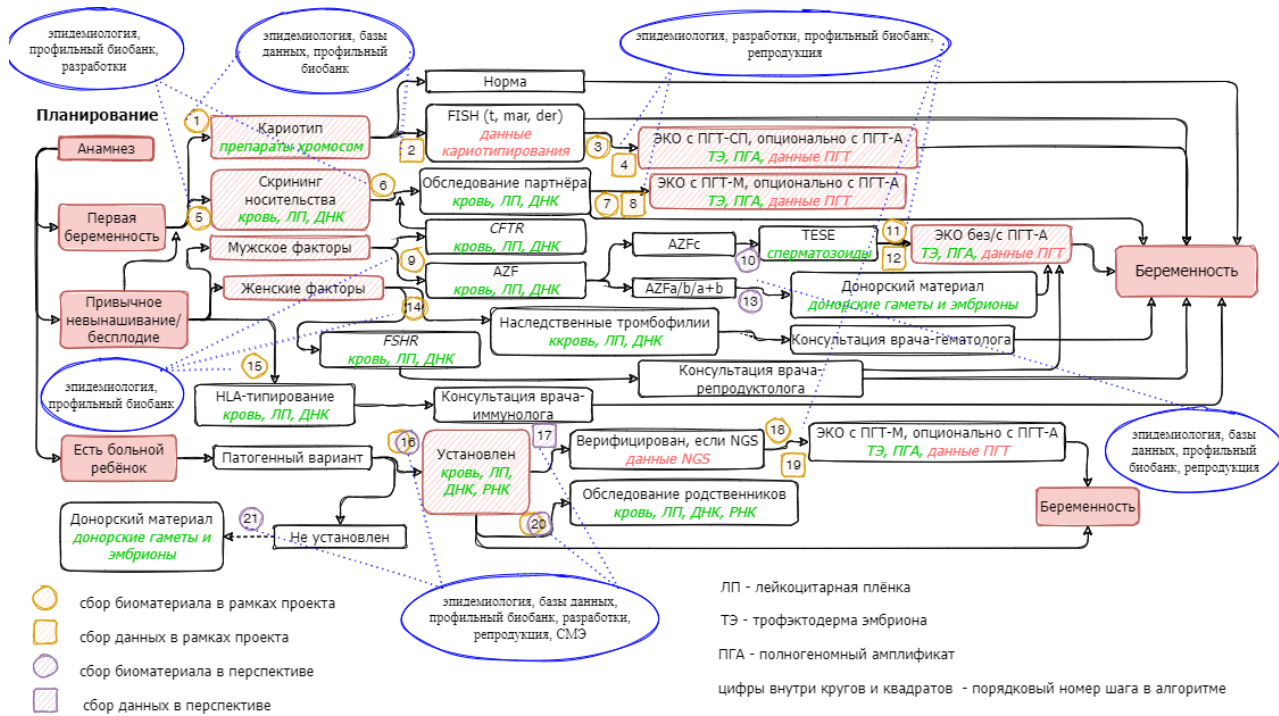 эпидемиология,
профильный биобанк,
разработки
эпидемиология, базы
данных, профильный
биобанк
эпидемиология, разработки, профильный биобанк,
репродукция
Планирование
Анамнез
Первая
беременность
Привычное
невынашивание/
бесплодие
Есть больной
ребёнок
1
Кариотип
препараты хромосом
Норма
2
FISH (t, mar, der)
данные
кариотипирования
3
4
ЭКО с ПГТ-СП, опционально с ПГТ-А
ТЭ, ПГА, данные ПГТ
5
Скрининг
носительства
кровь, ЛП, ДНК
6
Обследование партнёра
кровь, ЛП, ДНК
7
8
ЭКО с ПГТ-М, опционально с ПГТ-А
ТЭ, ПГА, данные ПГТ
Мужские факторы
Женские факторы
9
CFTR
кровь, ЛП, ДНК
AZF
кровь, ЛП, ДНК
AZFc
10
TESE
сперматозоиды
11
12
ЭКО без/с ПГТ-А
ТЭ, ПГА, данные ПГТ
AZFa/b/a+b
13
Донорский материал
донорские гаметы и эмбрионы
Беременность
14
Наследственные тромбофилии
ккровь, ЛП, ДНК
Консультация врача-гематолога
FSHR
кровь, ЛП, ДНК
Консультация врача-
репродуктолога
15
HLA-типирование
кровь, ЛП, ДНК
Консультация врача-
иммунолога
эпидемиология,
профильный биобанк
эпидемиология, базы
данных, профильный
биобанк, репродукция
Патогенный вариант
16
Установлен
кровь, ЛП,
ДНК, РНК
17
Верифицирован, если NGS
данные NGS
18
19
ЭКО с ПГТ-М, опционально с ПГТ-А
ТЭ, ПГА, данные ПГТ
Обследование родственников
кровь, ЛП, ДНК, РНК
20
Беременность
Не установлен
21
Донорский материал
донорские гаметы и
эмбрионы
эпидемиология, базы данных,
профильный биобанк, разработки,
репродукция, СМЭ
сбор биоматериала в рамках проекта
сбор данных в рамках проекта
сбор биоматериала в перспективе
сбор данных в перспективе
ЛП - лейкоцитарная плёнка
ТЭ - трофэктодерма эмбриона
ПГА - полногеномный амплификат
цифры внутри кругов и квадратов - порядковый номер шага в алгоритме